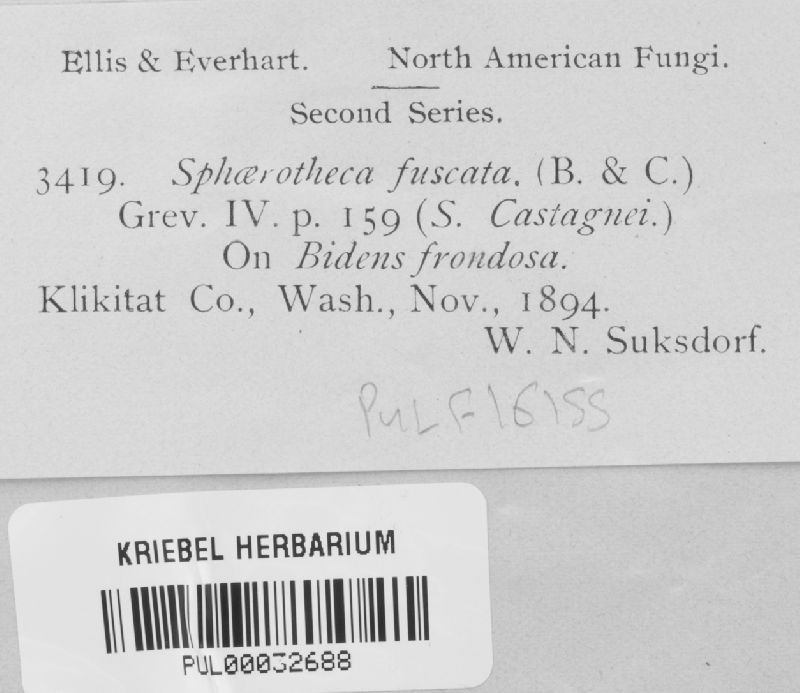 Ellis & Everhart. North American Fungi.
Second Series.
3419. Sphærotheca fuscata. (B. & C.)
Grev. IV. p. 159 (S. Castagnei.)
On Bidens frondosa.
Klikitat Co., Wash., Nov., 1894.
W. N. Suksdorf.
PUL F16155
KRIEBEL HERBARIUM
PUL00032688